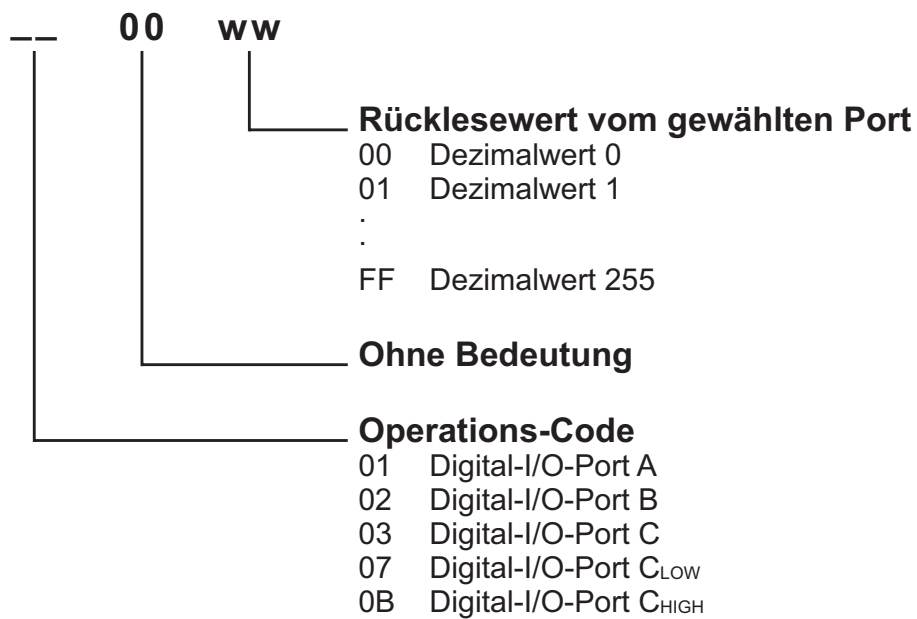 __ 00 ww
Rücklesewert vom gewählten Port
00 Dezimalwert 0
01 Dezimalwert 1
.
.
FF Dezimalwert 255
Ohne Bedeutung
Operations-Code
01 Digital-I/O-Port A
02 Digital-I/O-Port B
03 Digital-I/O-Port C
07 Digital-I/O-Port CLOW
0B Digital-I/O-Port CHIGH